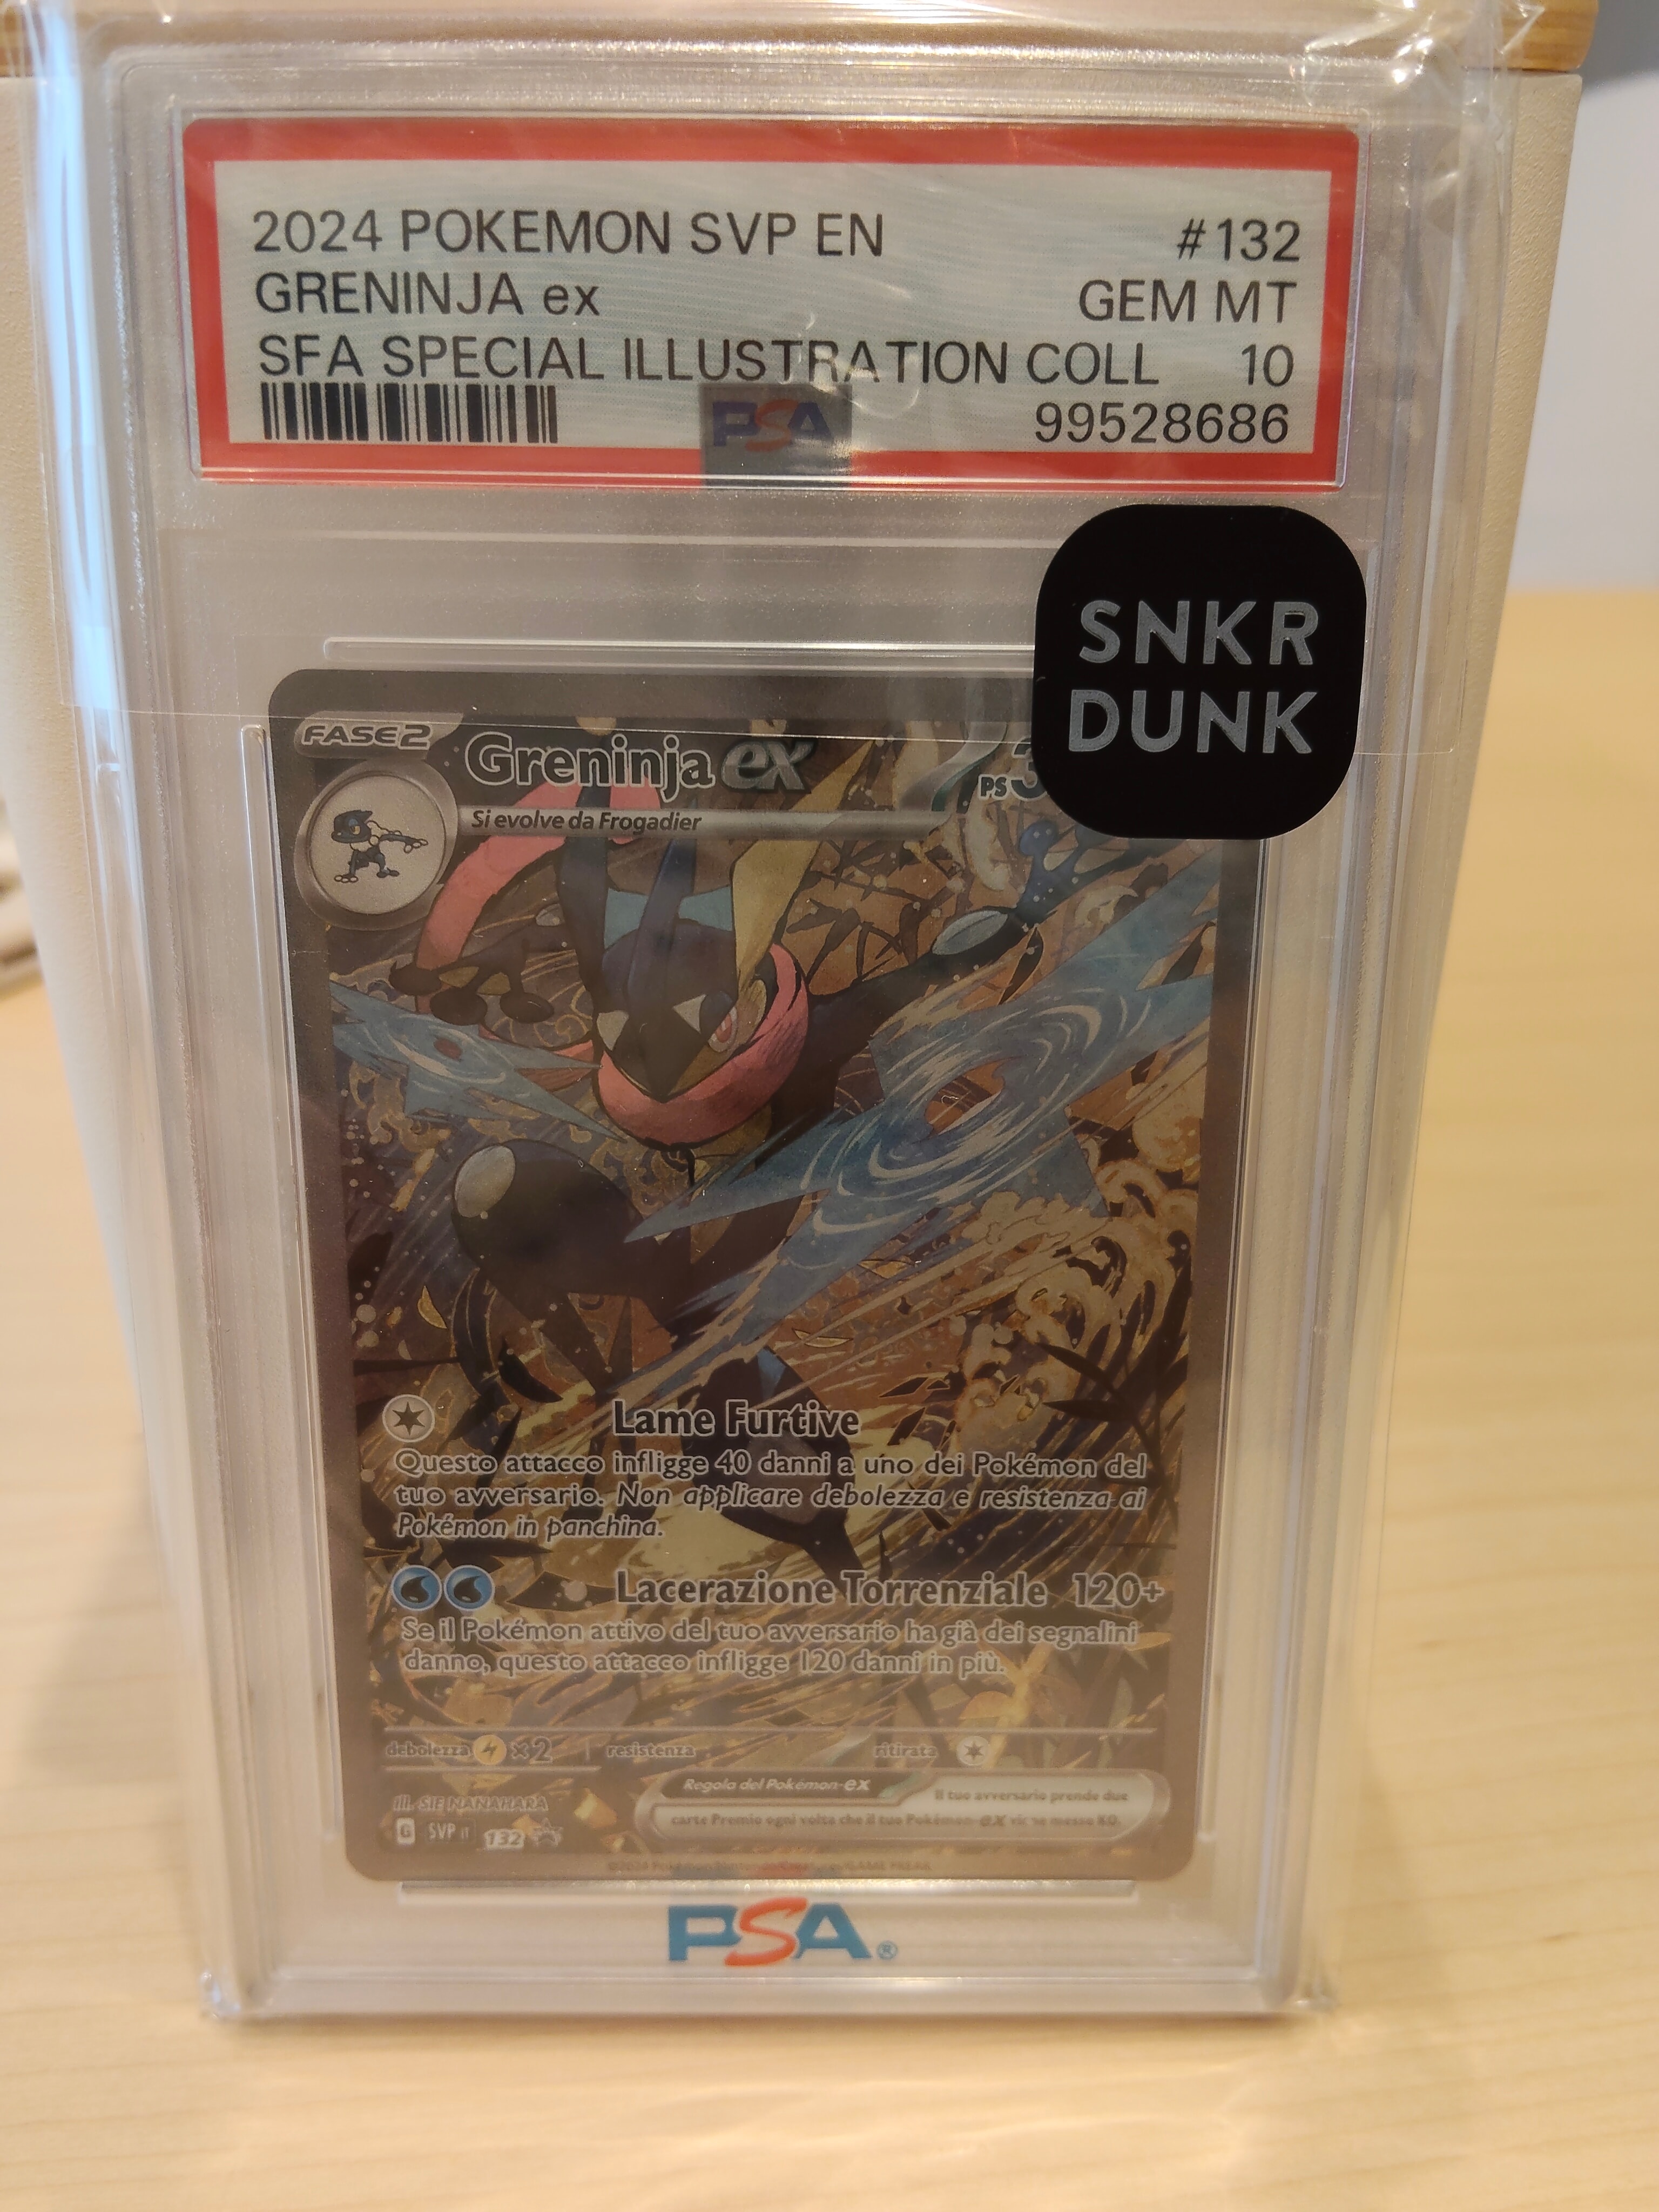 2024 POKEMON SVP EN #132
GRENINJA ex GEM MT
SFA SPECIAL ILLUSTRATION COLL 10
PSA 99528686
SNKR
DUNK
FASE 2 Greninja ex PS 3
Si evolve da Frogadier
Lame Furtive
Questo attacco infligge 40 danni a uno dei Pokémon del
tuo avversario. Non applicare debolezza e resistenza ai
Pokémon in panchina.
Lacerazione Torrenziale 120+
Se il Pokémon attivo del tuo avversario ha già dei segnalini
danno, questo attacco infligge 120 danni in più.
debolezza ×2 resistenza ritirata
Regola del Pokémon-ex Il tuo avversario prende due
carte Premio ogni volta che il tuo Pokémon-ex viene messo KO.
Ill. SIE NANAHARA
G SVP IT 132
©2024 Pokémon
PSA®